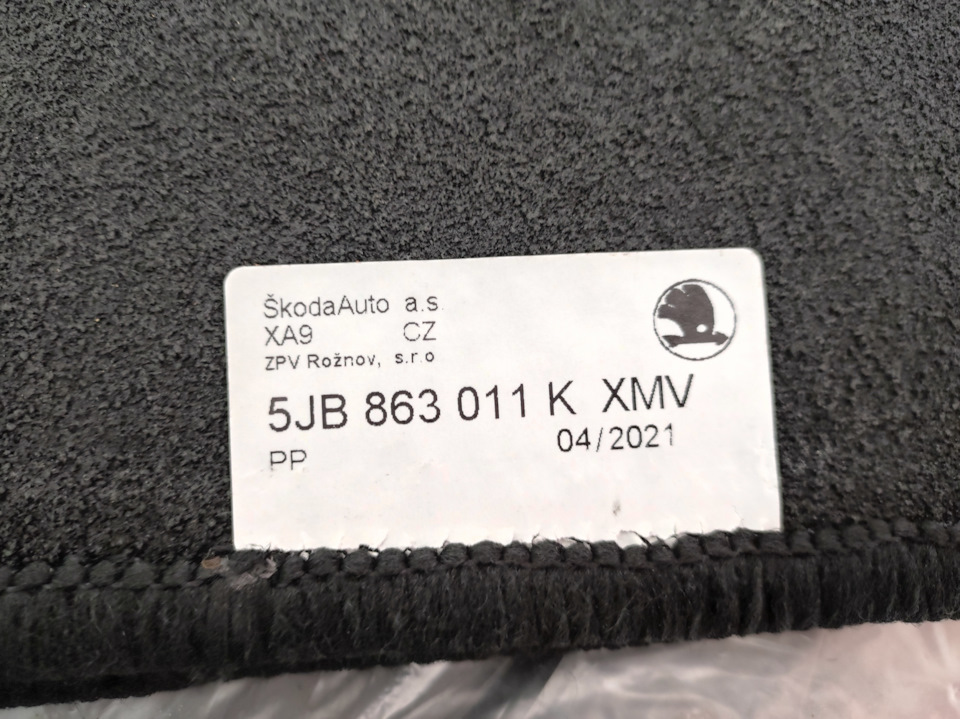 ŠkodaAuto a.s.
XA9 CZ
ZPV Rožnov, s.r.o
5JB 863 011 K XMV
04/2021
PP